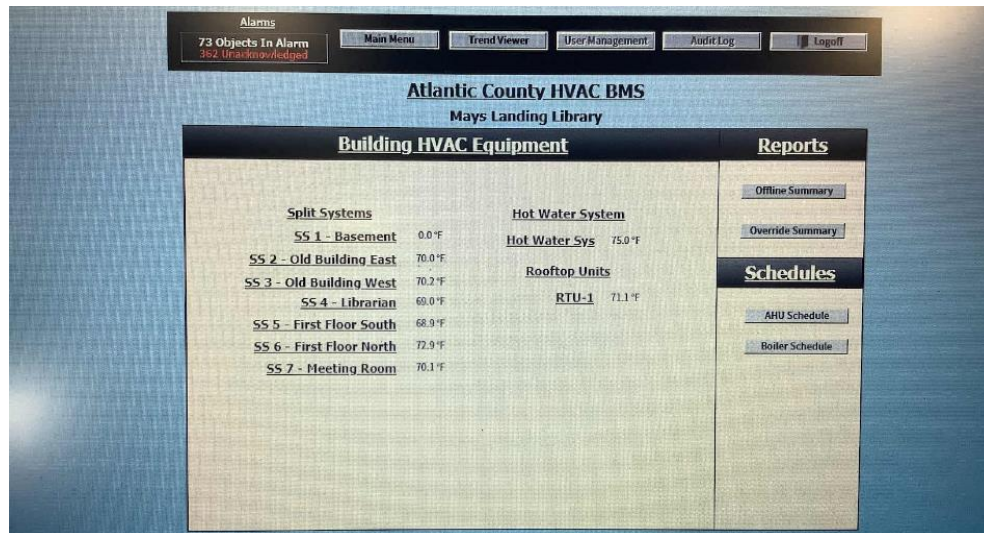 Alarms
73 Objects In Alarm
362 Unacknowledged
Main Menu
Trend Viewer
User Management
Audit Log
Logoff
Atlantic County HVAC BMS
Mays Landing Library
Building HVAC Equipment
Split Systems
SS 1 - Basement 0.0 °F
SS 2 - Old Building East 70.0 °F
SS 3 - Old Building West 70.2 °F
SS 4 - Librarian 69.0 °F
SS 5 - First Floor South 68.9 °F
SS 6 - First Floor North 72.9 °F
SS 7 - Meeting Room 70.1 °F
Hot Water System
Hot Water Sys 75.0 °F
Rooftop Units
RTU-1 71.1 °F
Reports
Offline Summary
Override Summary
Schedules
AHU Schedule
Boiler Schedule